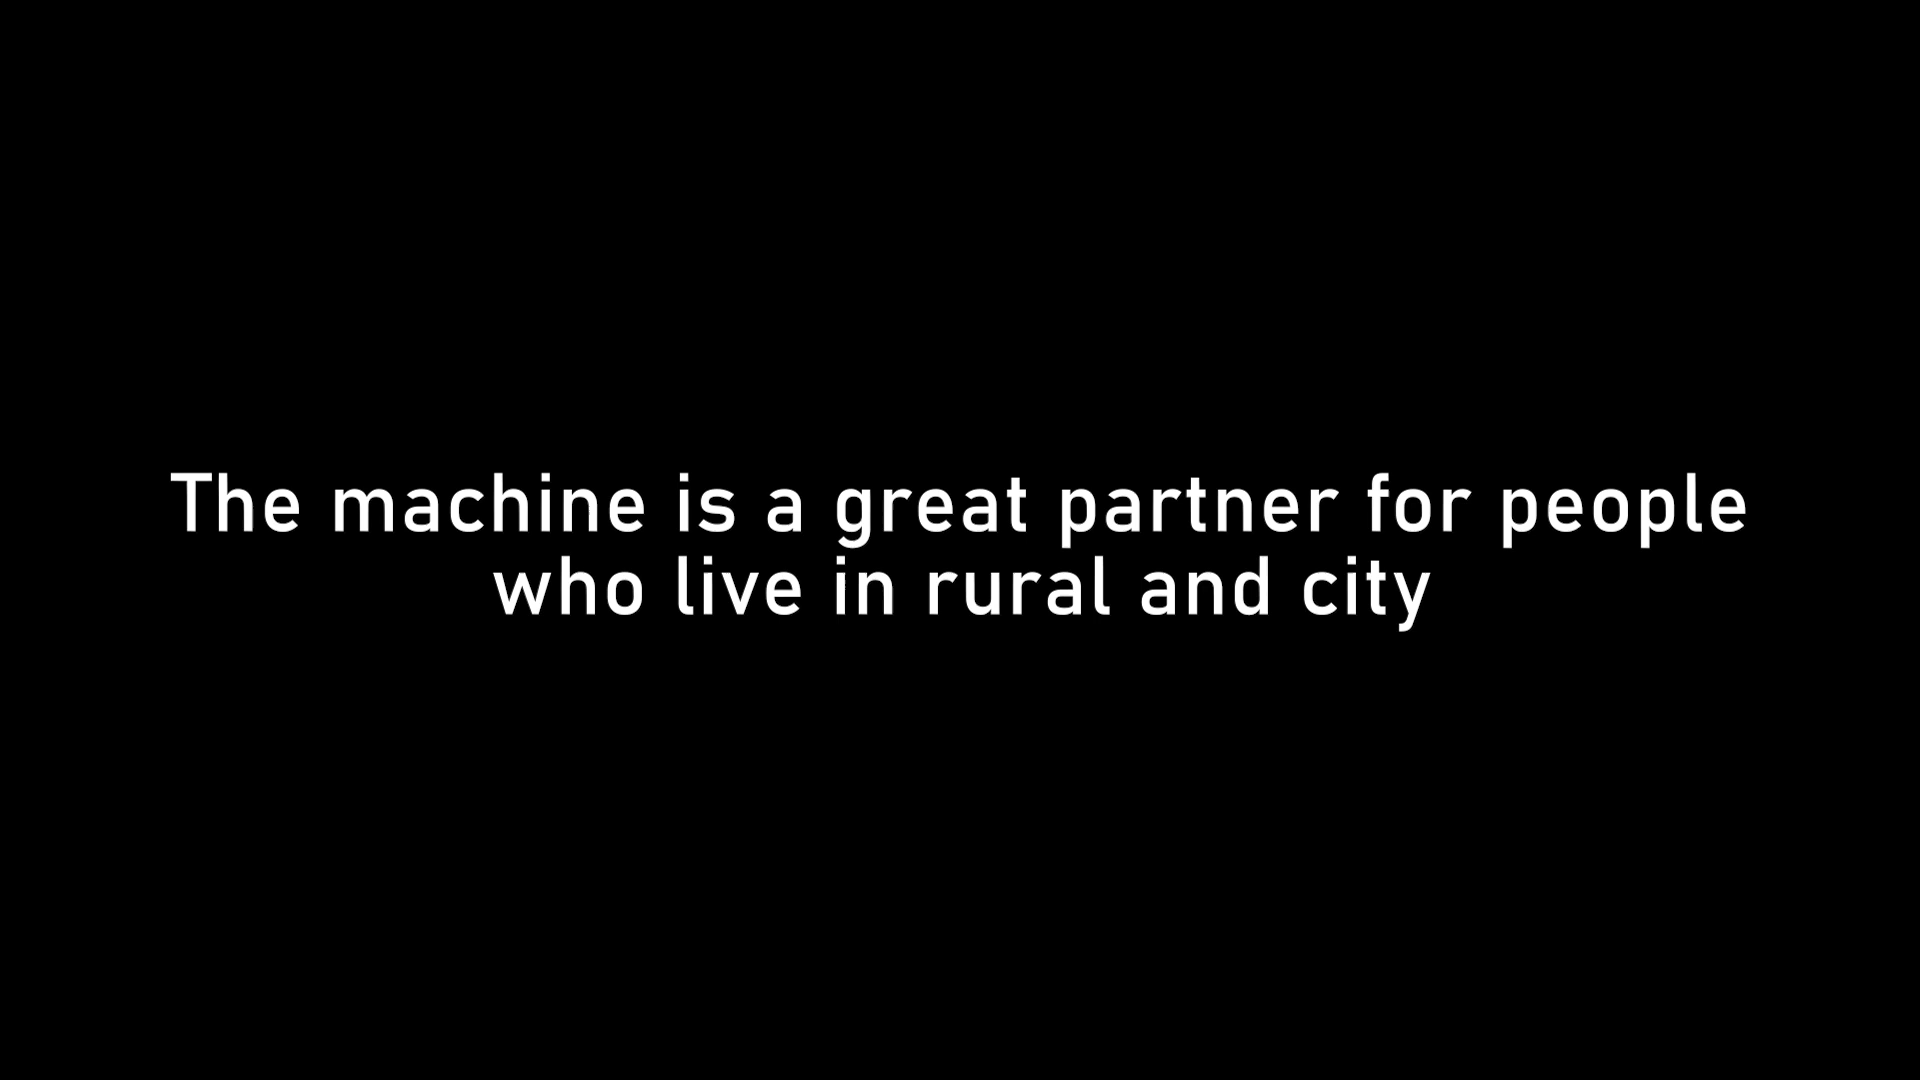 The machine is a great partner for people
who live in rural and city